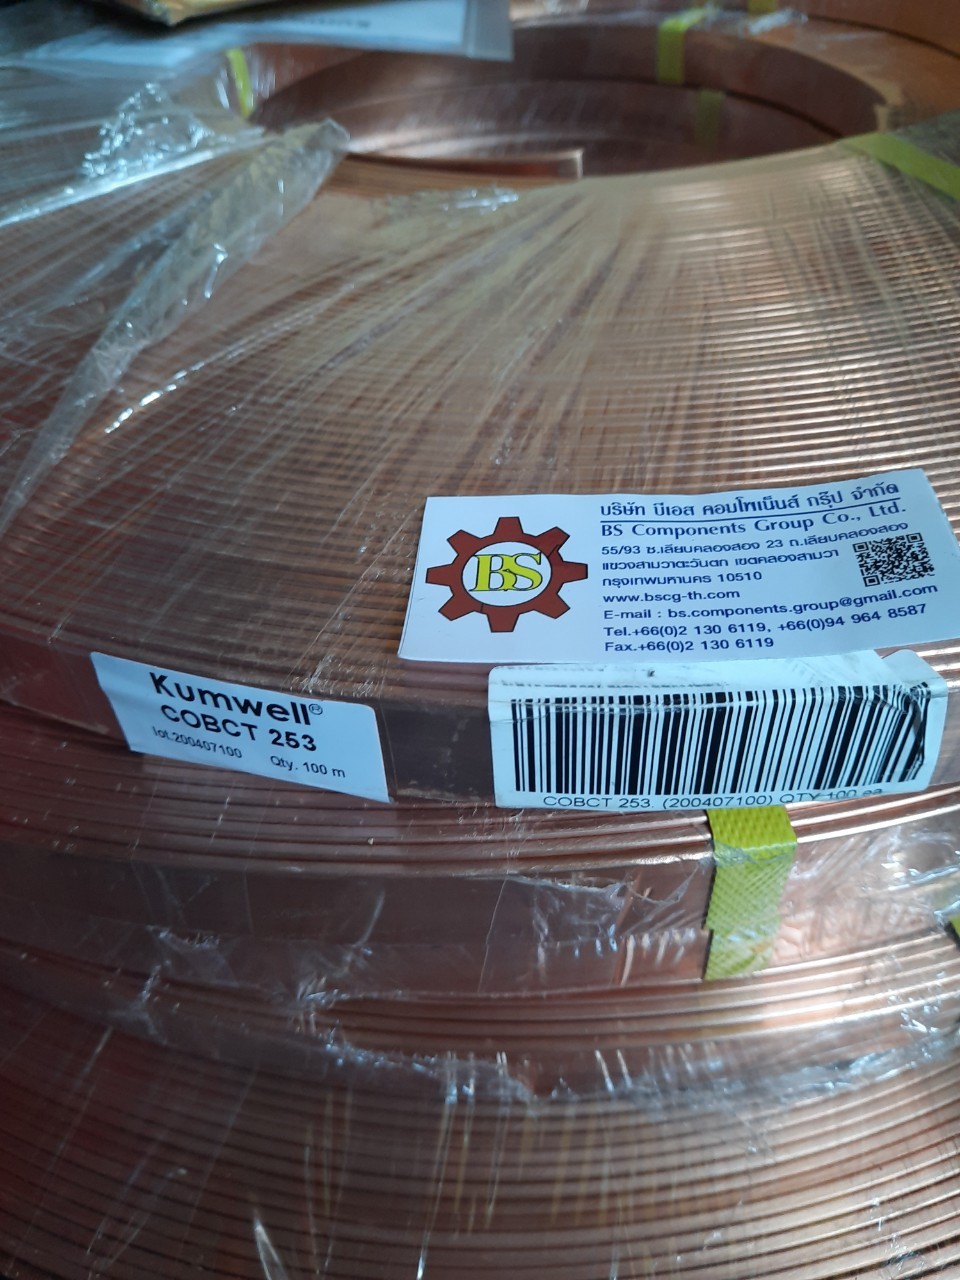 บริษัท บีเอส คอมโพเน็นส์ กรุ๊ป จำกัด
BS Components Group Co., Ltd.
55/93 ซ.เลียบคลองสอง 23 ถ.เลียบคลองสอง
แขวงสามวาตะวันตก เขตคลองสามวา
กรุงเทพมหานคร 10510
www.bscg-th.com
E-mail : bs.components.group@gmail.com
Tel.+66(0)2 130 6119, +66(0)94 964 8587
Fax.+66(0)2 130 6119
BS
Kumwell®
COBCT 253
lot.200407100 Qty. 100 m
COBCT 253 (200407100) QTY 100 ea